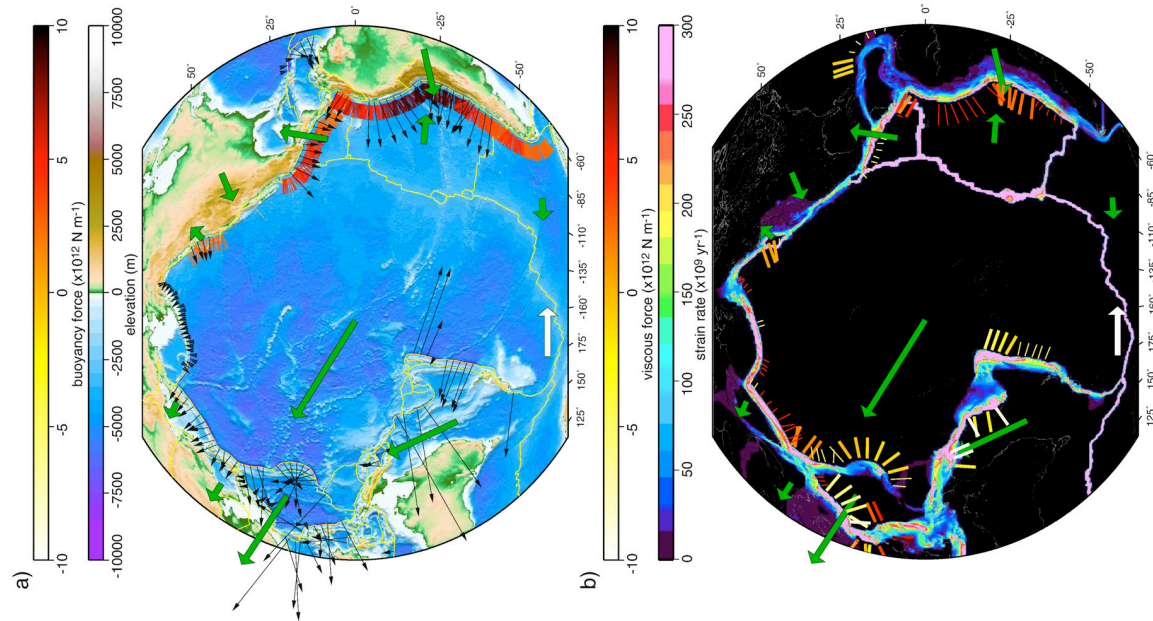 a)
-10 -5 0 5 10
buoyancy force (x10¹² N m⁻¹)
-10000 -7500 -5000 -2500 0 2500 5000 7500 10000
elevation (m)
50°
25°
0°
-25°
-50°
125° 150° 175° -160° -135° -110° -85° -60°
b)
-10 -5 0 5 10
viscous force (x10¹² N m⁻¹)
0 50 100 150 200 250 300
strain rate (x10⁹ yr⁻¹)
50°
25°
0°
-25°
-50°
125° 150° 175° -160° -135° -110° -85° -60°